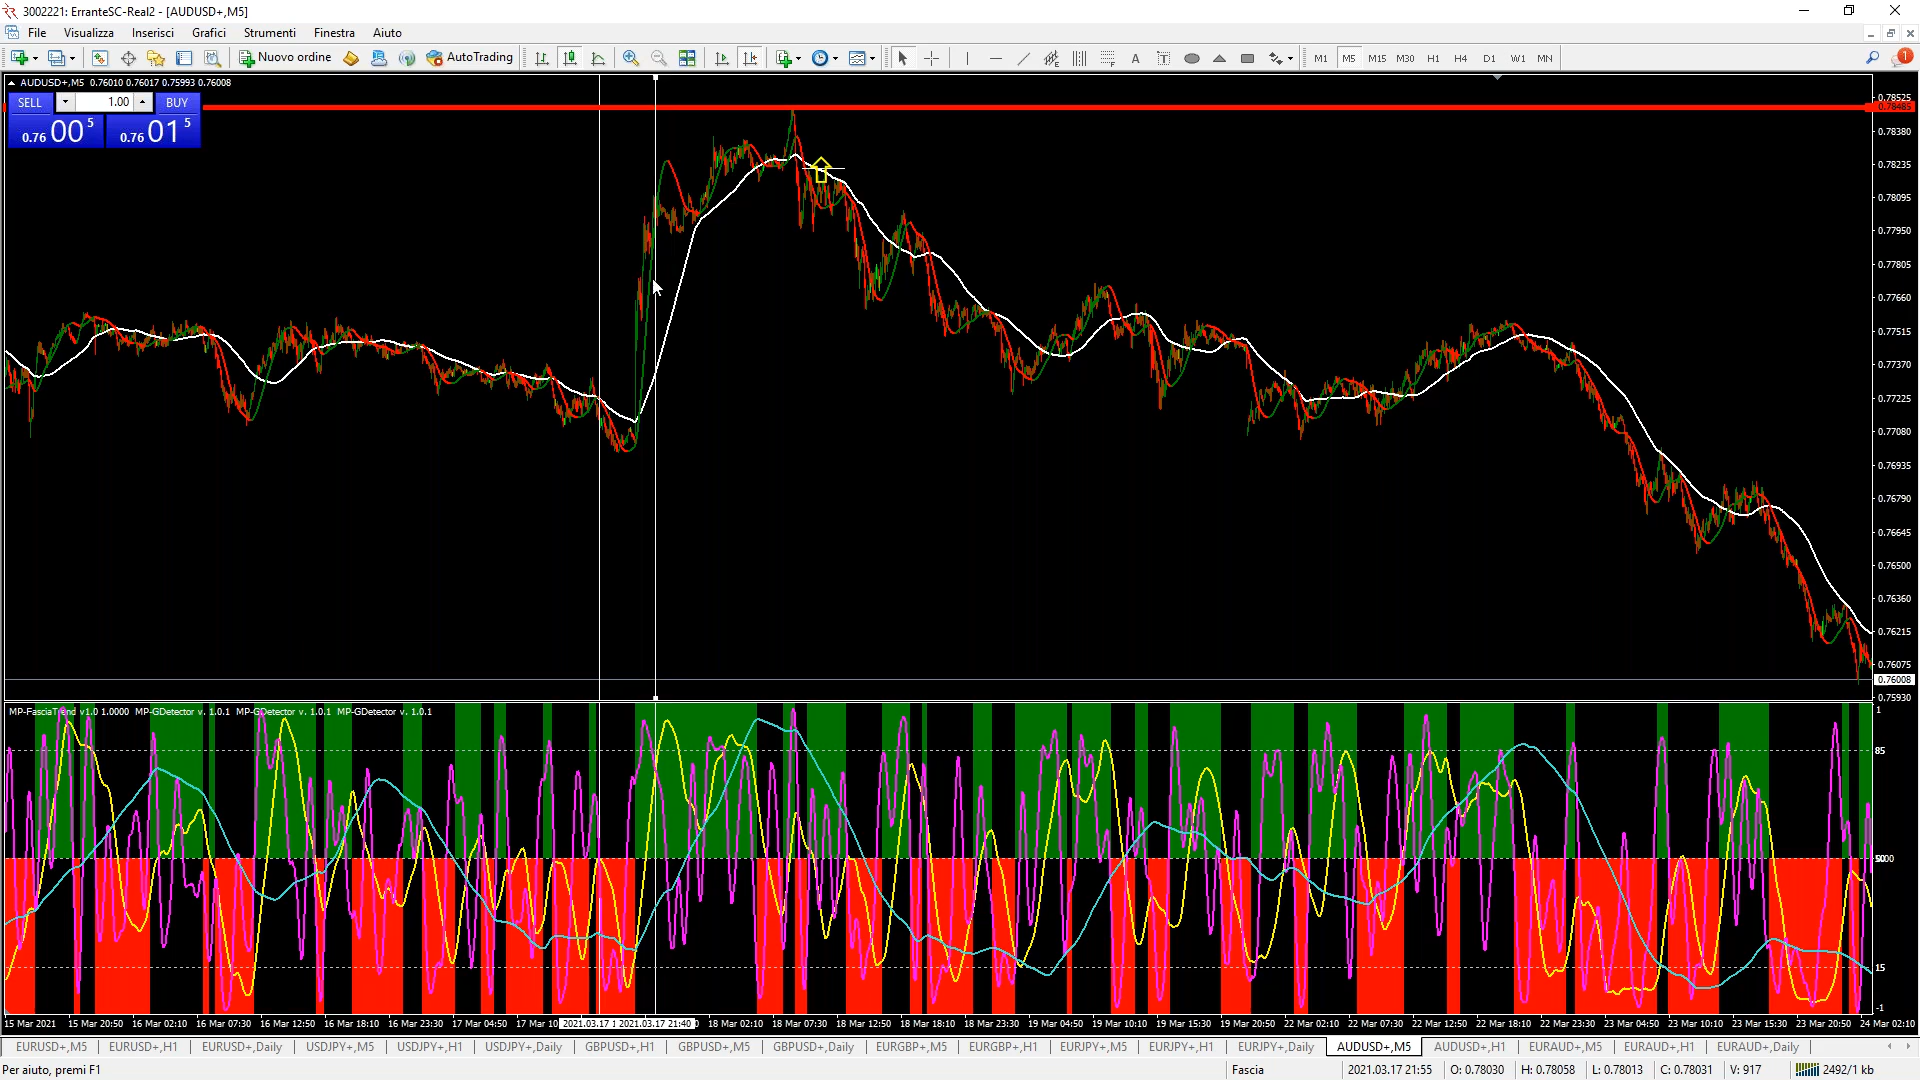 3002221: ErranteSC-Real2 - [AUDUSD+,M5]
File Visualizza Inserisci Grafici Strumenti Finestra Aiuto
Nuovo ordine AutoTrading A T M1 M5 M15 M30 H1 H4 D1 W1 MN 1
AUDUSD+,M5 0.76010 0.76017 0.75993 0.76008
SELL 1.00 BUY
0.76 00 5 0.76 01 5
0.78525
0.78485
0.78380
0.78235
0.78095
0.77950
0.77805
0.77660
0.77515
0.77370
0.77225
0.77080
0.76935
0.76790
0.76645
0.76500
0.76360
0.76215
0.76075
0.76008
0.75930
MP-FasciaTrend v1.0 1.0000 MP-GDetector v. 1.0.1 MP-GDetector v. 1.0.1 MP-GDetector v. 1.0.1
1
85
15
-1
15 Mar 2021 15 Mar 20:50 16 Mar 02:10 16 Mar 07:30 16 Mar 12:50 16 Mar 18:10 16 Mar 23:30 17 Mar 04:50 17 Mar 10 2021.03.17 1 2021.03.17 21:40 18 Mar 02:10 18 Mar 07:30 18 Mar 12:50 18 Mar 18:10 18 Mar 23:30 19 Mar 04:50 19 Mar 10:10 19 Mar 15:30 19 Mar 20:50 22 Mar 02:10 22 Mar 07:30 22 Mar 12:50 22 Mar 18:10 22 Mar 23:30 23 Mar 04:50 23 Mar 10:10 23 Mar 15:30 23 Mar 20:50 24 Mar 02:10
EURUSD+,M5 EURUSD+,H1 EURUSD+,Daily USDJPY+,M5 USDJPY+,H1 USDJPY+,Daily GBPUSD+,H1 GBPUSD+,M5 GBPUSD+,Daily EURGBP+,M5 EURGBP+,H1 EURJPY+,M5 EURJPY+,H1 EURJPY+,Daily AUDUSD+,M5 AUDUSD+,H1 EURAUD+,M5 EURAUD+,H1 EURAUD+,Daily
Per aiuto, premi F1 Fascia 2021.03.17 21:55 O: 0.78030 H: 0.78058 L: 0.78013 C: 0.78031 V: 917 2492/1 kb